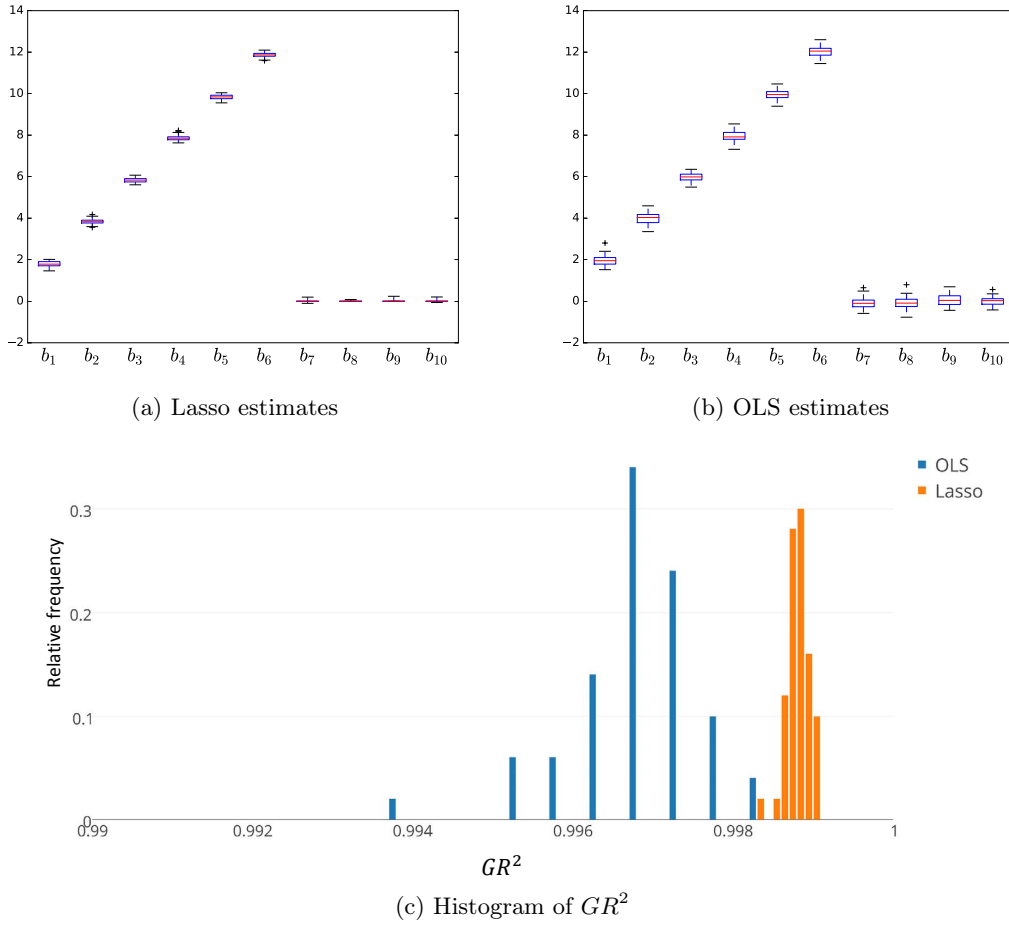 14
12
10
8
6
4
2
0
−2
b1 b2 b3 b4 b5 b6 b7 b8 b9 b10
(a) Lasso estimates
14
12
10
8
6
4
2
0
−2
b1 b2 b3 b4 b5 b6 b7 b8 b9 b10
(b) OLS estimates
OLS
Lasso
Relative frequency
0.3
0.2
0.1
0
0.99 0.992 0.994 0.996 0.998 1
GR²
(c) Histogram of GR²